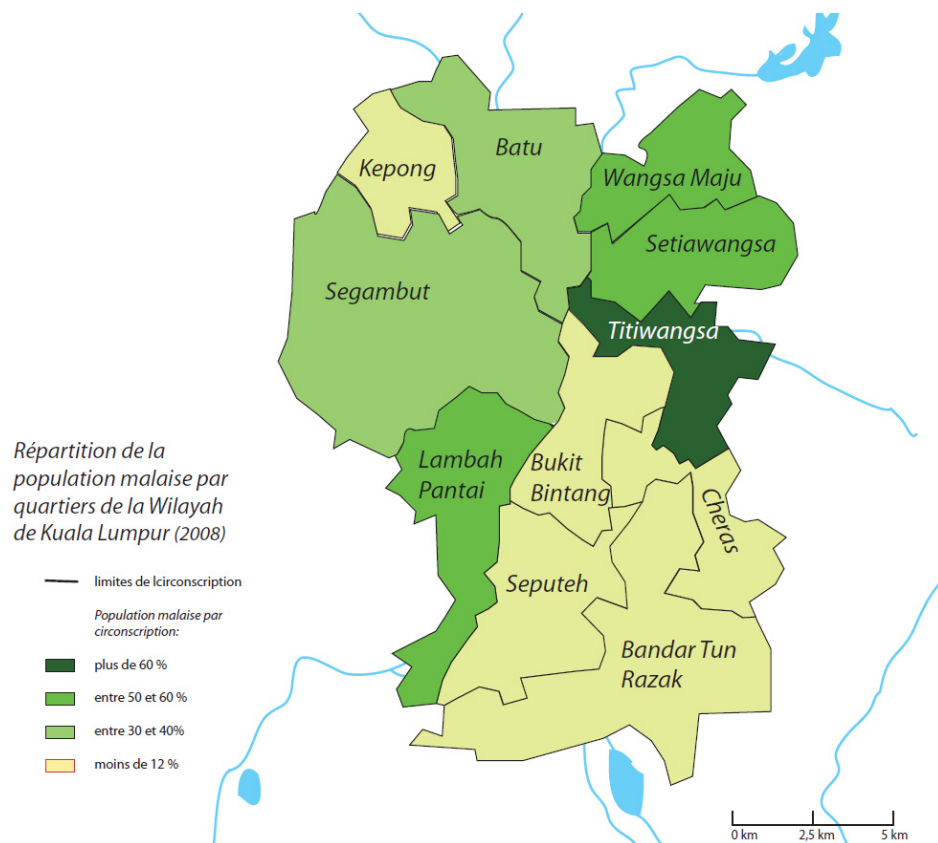 Kepong
Batu
Wangsa Maju
Setiawangsa
Segambut
Titiwangsa
Lambah
Pantai
Bukit
Bintang
Cheras
Seputeh
Bandar Tun
Razak
Répartition de la
population malaise par
quartiers de la Wilayah
de Kuala Lumpur (2008)
limites de lcirconscription
Population malaise par
circonscription:
plus de 60 %
entre 50 et 60 %
entre 30 et 40%
moins de 12 %
0 km 2,5 km 5 km